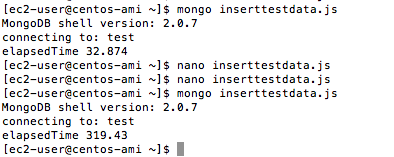 [ec2-user@centos-ami ~]$ mongo inserttestdata.js
MongoDB shell version: 2.0.7
connecting to: test
elapsedTime 32.874
[ec2-user@centos-ami ~]$ nano inserttestdata.js
[ec2-user@centos-ami ~]$ nano inserttestdata.js
[ec2-user@centos-ami ~]$ mongo inserttestdata.js
MongoDB shell version: 2.0.7
connecting to: test
elapsedTime 319.43
[ec2-user@centos-ami ~]$